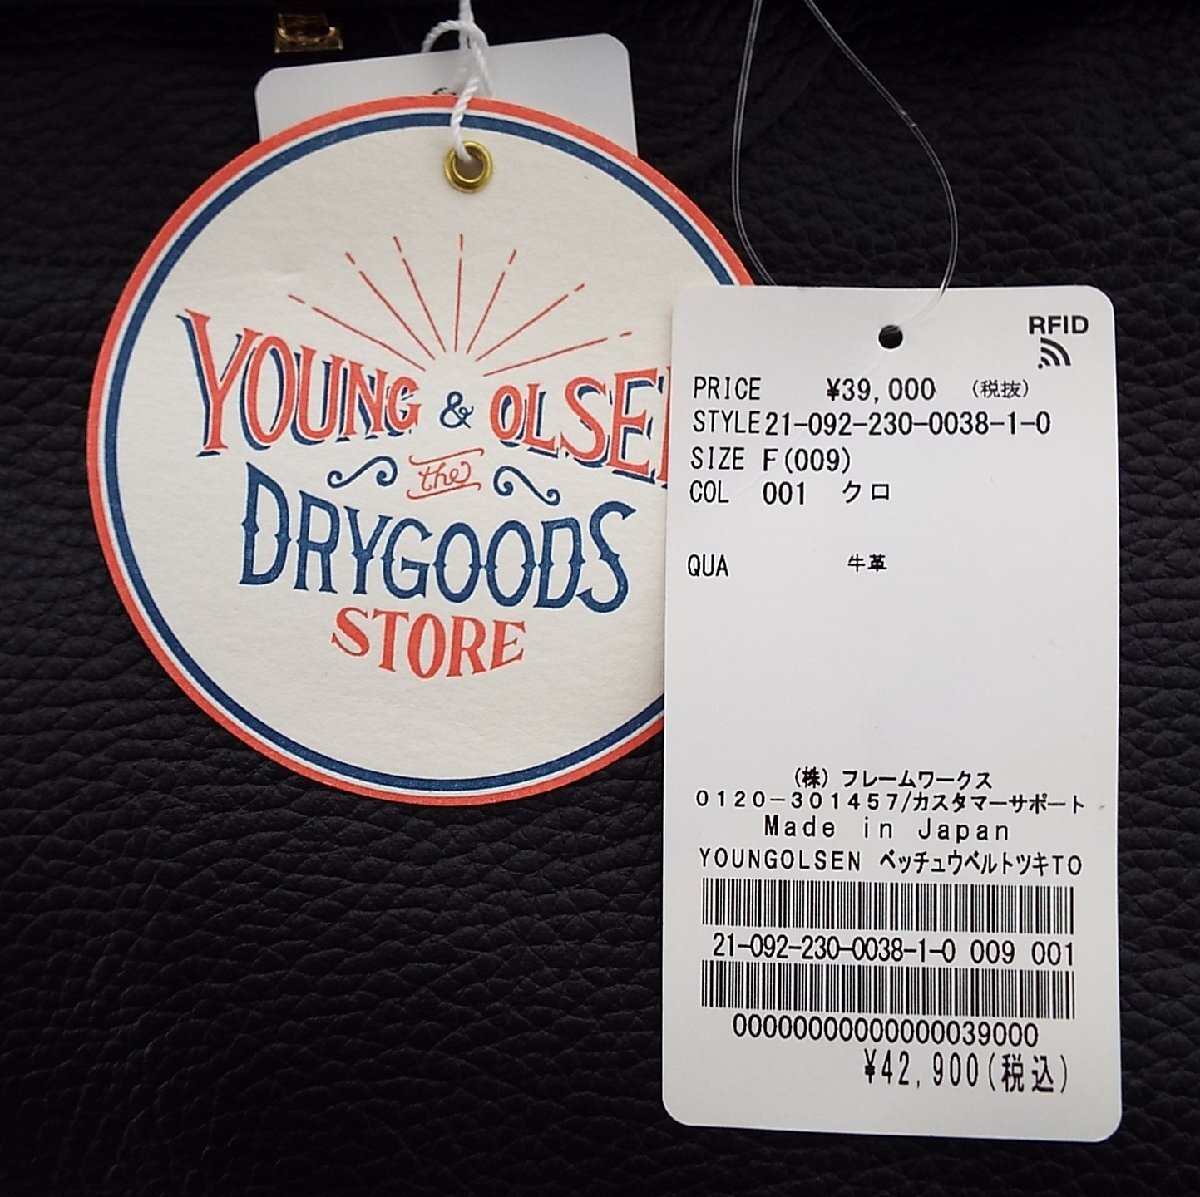 YOUNG & OLSEN
the
DRYGOODS
STORE
RFID
PRICE ¥39,000 (税抜)
STYLE 21-092-230-0038-1-0
SIZE F(009)
COL 001 クロ
QUA 牛革
(株)フレームワークス
0120-301457/カスタマーサポート
Made in Japan
YOUNGOLSEN ベッチュウベルトツキTO
21-092-230-0038-1-0 009 001
0000000000000039000
¥42,900(税込)